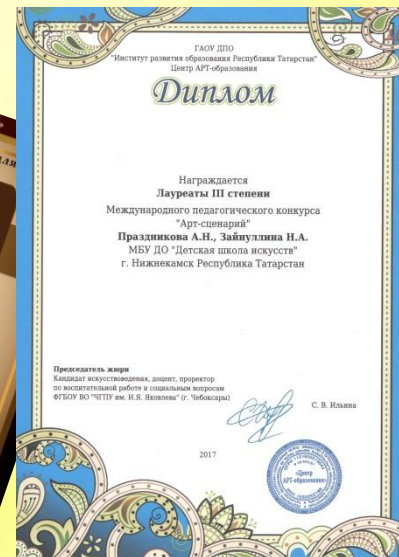 ГАОУ ДПО
"Институт развития образования Республики Татарстан"
Центр АРТ-образования
Диплом
Награждается
Лауреаты III степени
Международного педагогического конкурса
"Арт-сценарий"
Праздникова А.Н., Зайнуллина Н.А.
МБУ ДО "Детская школа искусств"
г. Нижнекамск Республика Татарстан
Председатель жюри
Кандидат искусствоведения, доцент, проректор
по воспитательной работе и социальным вопросам
ФГБОУ ВО "ЧГПУ им. И.Я. Яковлева" (г. Чебоксары)
С. В. Ильина
2017
«Центр
АРТ-образования»